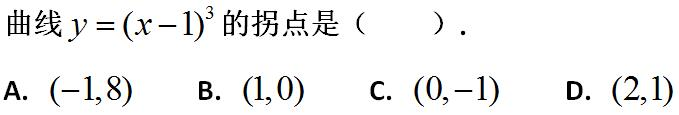 曲线 y = (x−1)³ 的拐点是（　　）.
A. (−1,8)　B. (1,0)　C. (0,−1)　D. (2,1)